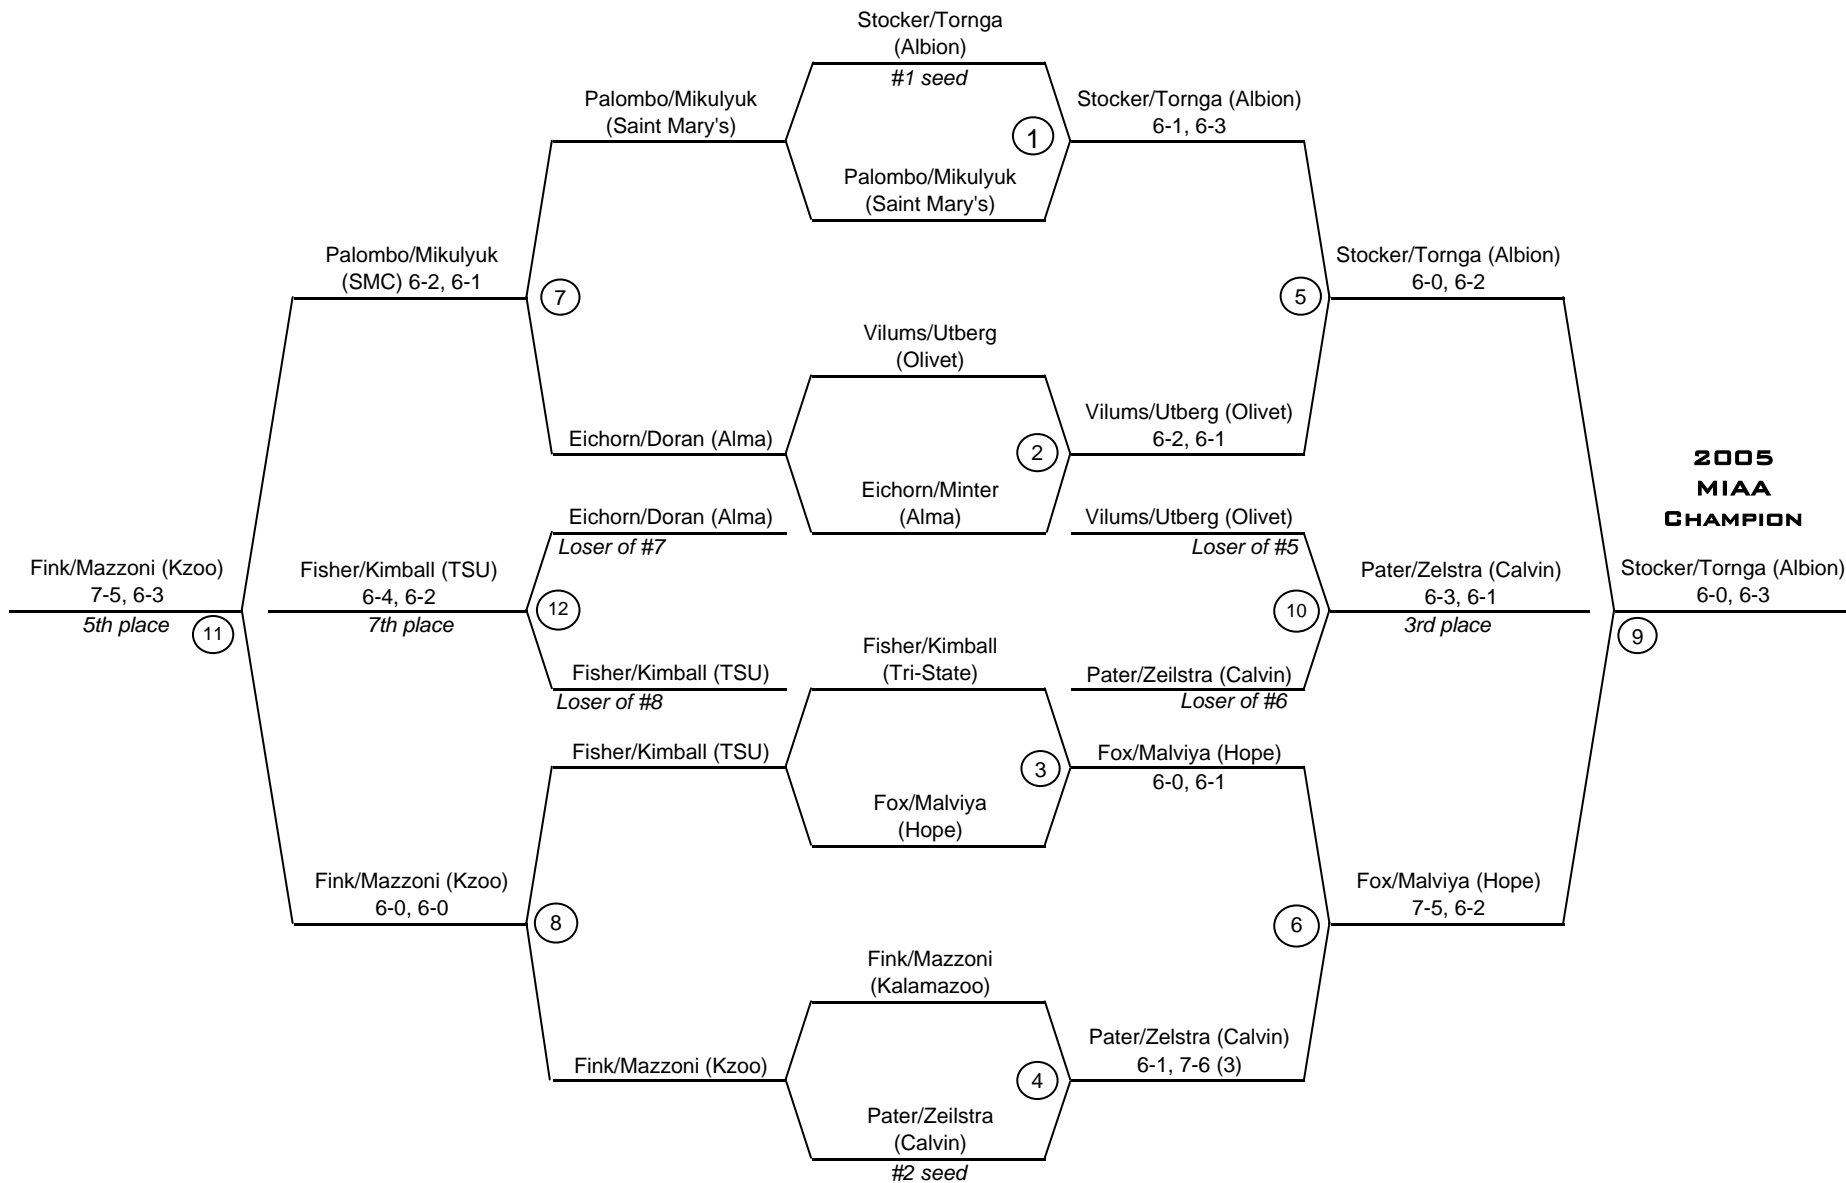 Stocker/Tornga
(Albion)
#1 seed
Palombo/Mikulyuk
(Saint Mary's)
Stocker/Tornga (Albion)
6-1, 6-3
1
Palombo/Mikulyuk
(Saint Mary's)
Palombo/Mikulyuk
(SMC) 6-2, 6-1
7
Stocker/Tornga (Albion)
6-0, 6-2
5
Vilums/Utberg
(Olivet)
Eichorn/Doran (Alma)
2
Vilums/Utberg (Olivet)
6-2, 6-1
Eichorn/Minter
(Alma)
2005
MIAA
Champion
Eichorn/Doran (Alma)
Loser of #7
Vilums/Utberg (Olivet)
Loser of #5
Fink/Mazzoni (Kzoo)
7-5, 6-3
5th place
11
Fisher/Kimball (TSU)
6-4, 6-2
7th place
12
10
Pater/Zelstra (Calvin)
6-3, 6-1
3rd place
Stocker/Tornga (Albion)
6-0, 6-3
9
Fisher/Kimball
(Tri-State)
Fisher/Kimball (TSU)
Loser of #8
Pater/Zeilstra (Calvin)
Loser of #6
Fisher/Kimball (TSU)
3
Fox/Malviya (Hope)
6-0, 6-1
Fox/Malviya
(Hope)
Fink/Mazzoni (Kzoo)
6-0, 6-0
8
6
Fox/Malviya (Hope)
7-5, 6-2
Fink/Mazzoni
(Kalamazoo)
Fink/Mazzoni (Kzoo)
4
Pater/Zelstra (Calvin)
6-1, 7-6 (3)
Pater/Zeilstra
(Calvin)
#2 seed